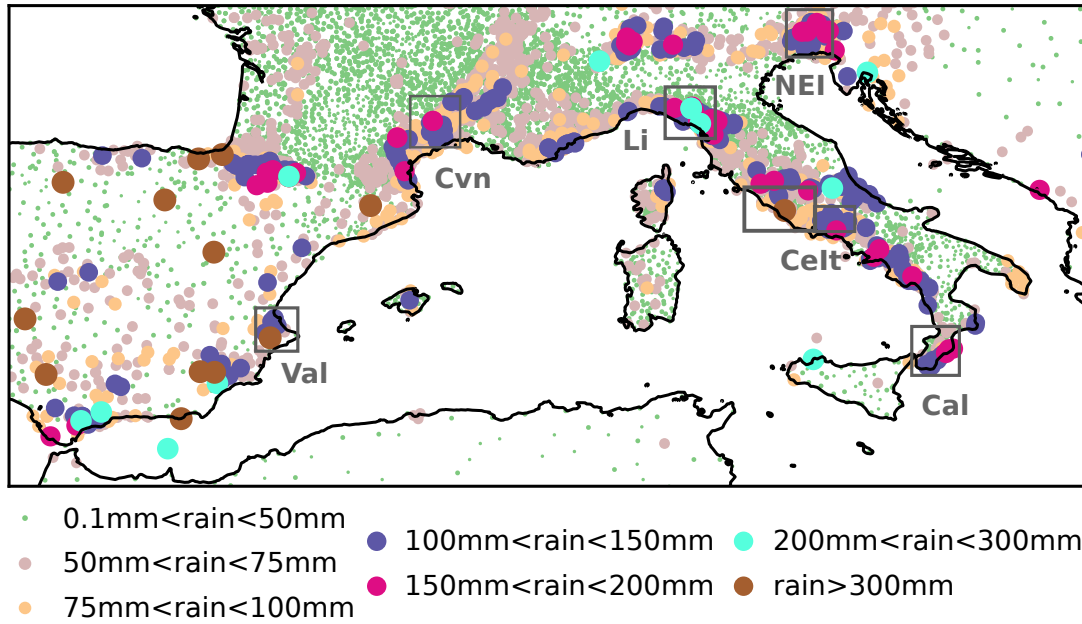 NEI
Li
Cvn
Celt
Val
Cal
0.1mm<rain<50mm
50mm<rain<75mm
75mm<rain<100mm
100mm<rain<150mm
150mm<rain<200mm
200mm<rain<300mm
rain>300mm